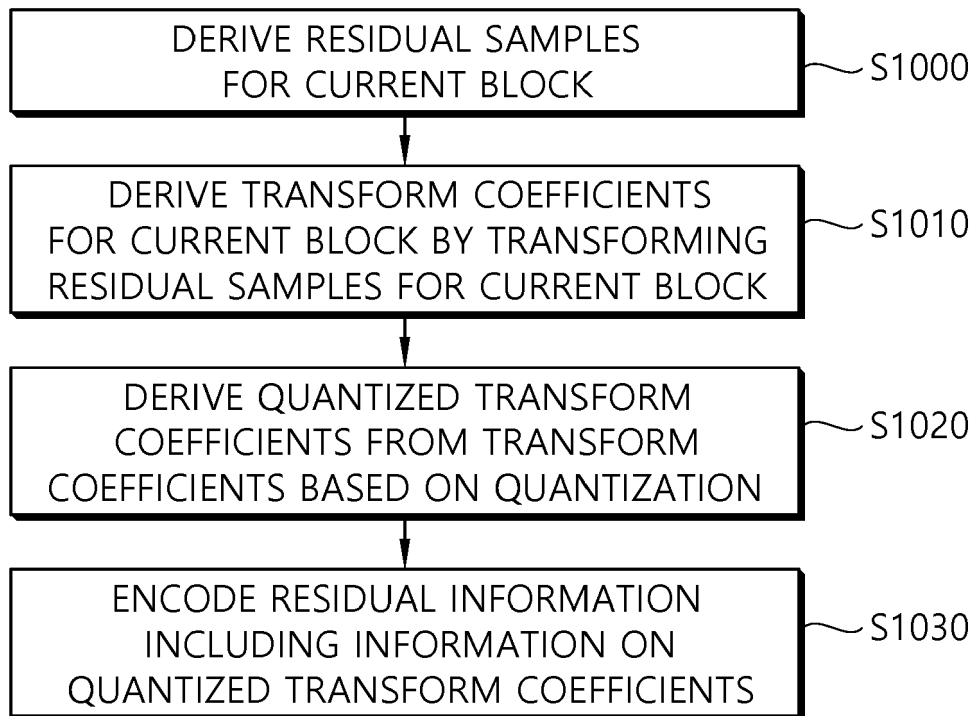 DERIVE RESIDUAL SAMPLES
FOR CURRENT BLOCK
S1000
DERIVE TRANSFORM COEFFICIENTS
FOR CURRENT BLOCK BY TRANSFORMING
RESIDUAL SAMPLES FOR CURRENT BLOCK
S1010
DERIVE QUANTIZED TRANSFORM
COEFFICIENTS FROM TRANSFORM
COEFFICIENTS BASED ON QUANTIZATION
S1020
ENCODE RESIDUAL INFORMATION
INCLUDING INFORMATION ON
QUANTIZED TRANSFORM COEFFICIENTS
S1030